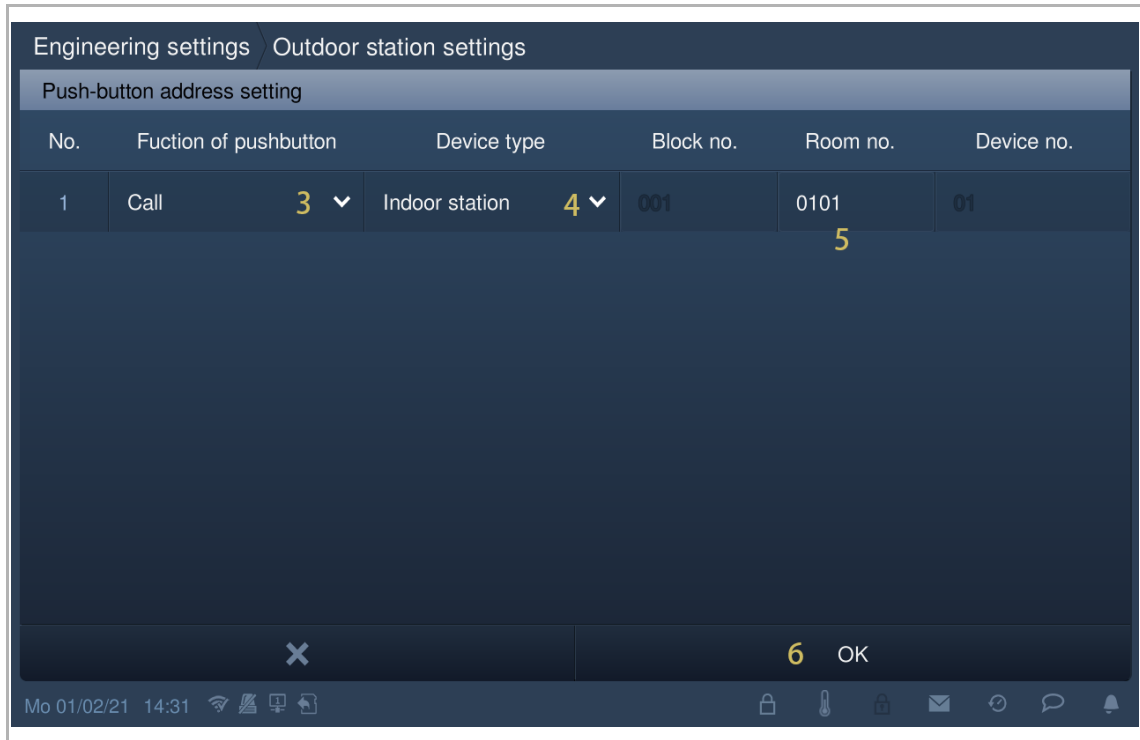 Engineering settings Outdoor station settings
Push-button address setting
No. Fuction of pushbutton Device type Block no. Room no. Device no.
1 Call 3 Indoor station 4 001 0101 01
5
6 OK
Mo 01/02/21 14:31 1